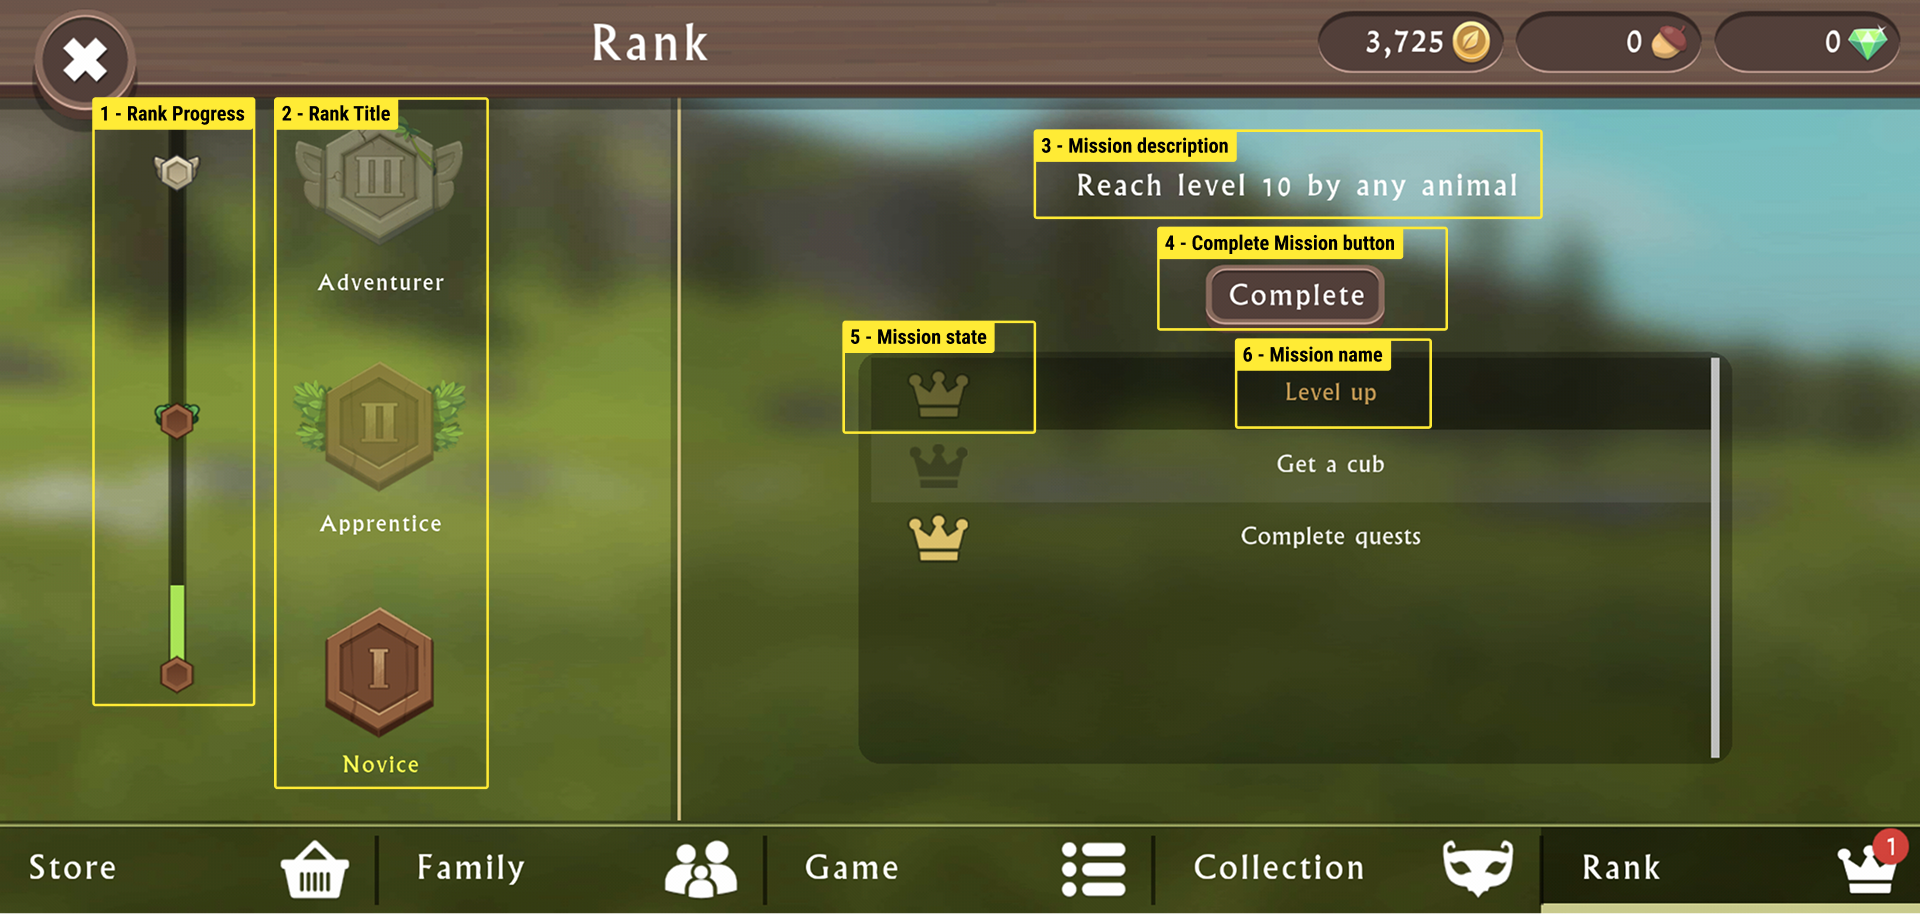 Rank
3,725
0
0
1 - Rank Progress
2 - Rank Title
III
Adventurer
II
Apprentice
I
Novice
3 - Mission description
Reach level 10 by any animal
4 - Complete Mission button
Complete
5 - Mission state
6 - Mission name
Level up
Get a cub
Complete quests
Store
Family
Game
Collection
Rank
1